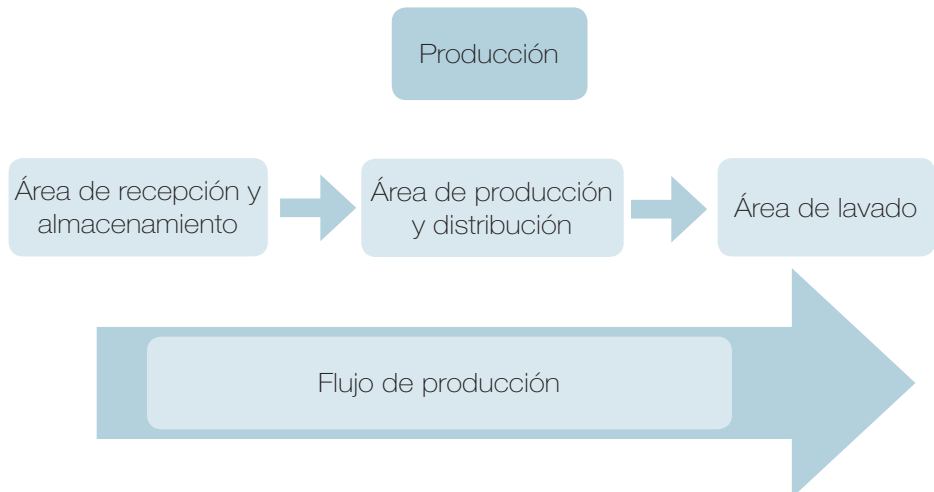 Producción
Área de recepción y
almacenamiento
Área de producción
y distribución
Área de lavado
Flujo de producción